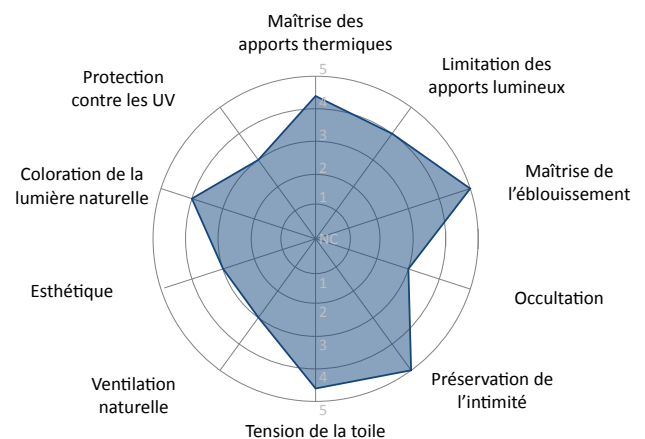 Maîtrise des
apports thermiques
Limitation des
apports lumineux
Protection
contre les UV
Maîtrise de
l'éblouissement
Coloration de la
lumière naturelle
Occultation
Esthétique
Préservation de
l'intimité
Ventilation
naturelle
Tension de la toile
5
4
3
2
1
NC
1
2
3
4
5